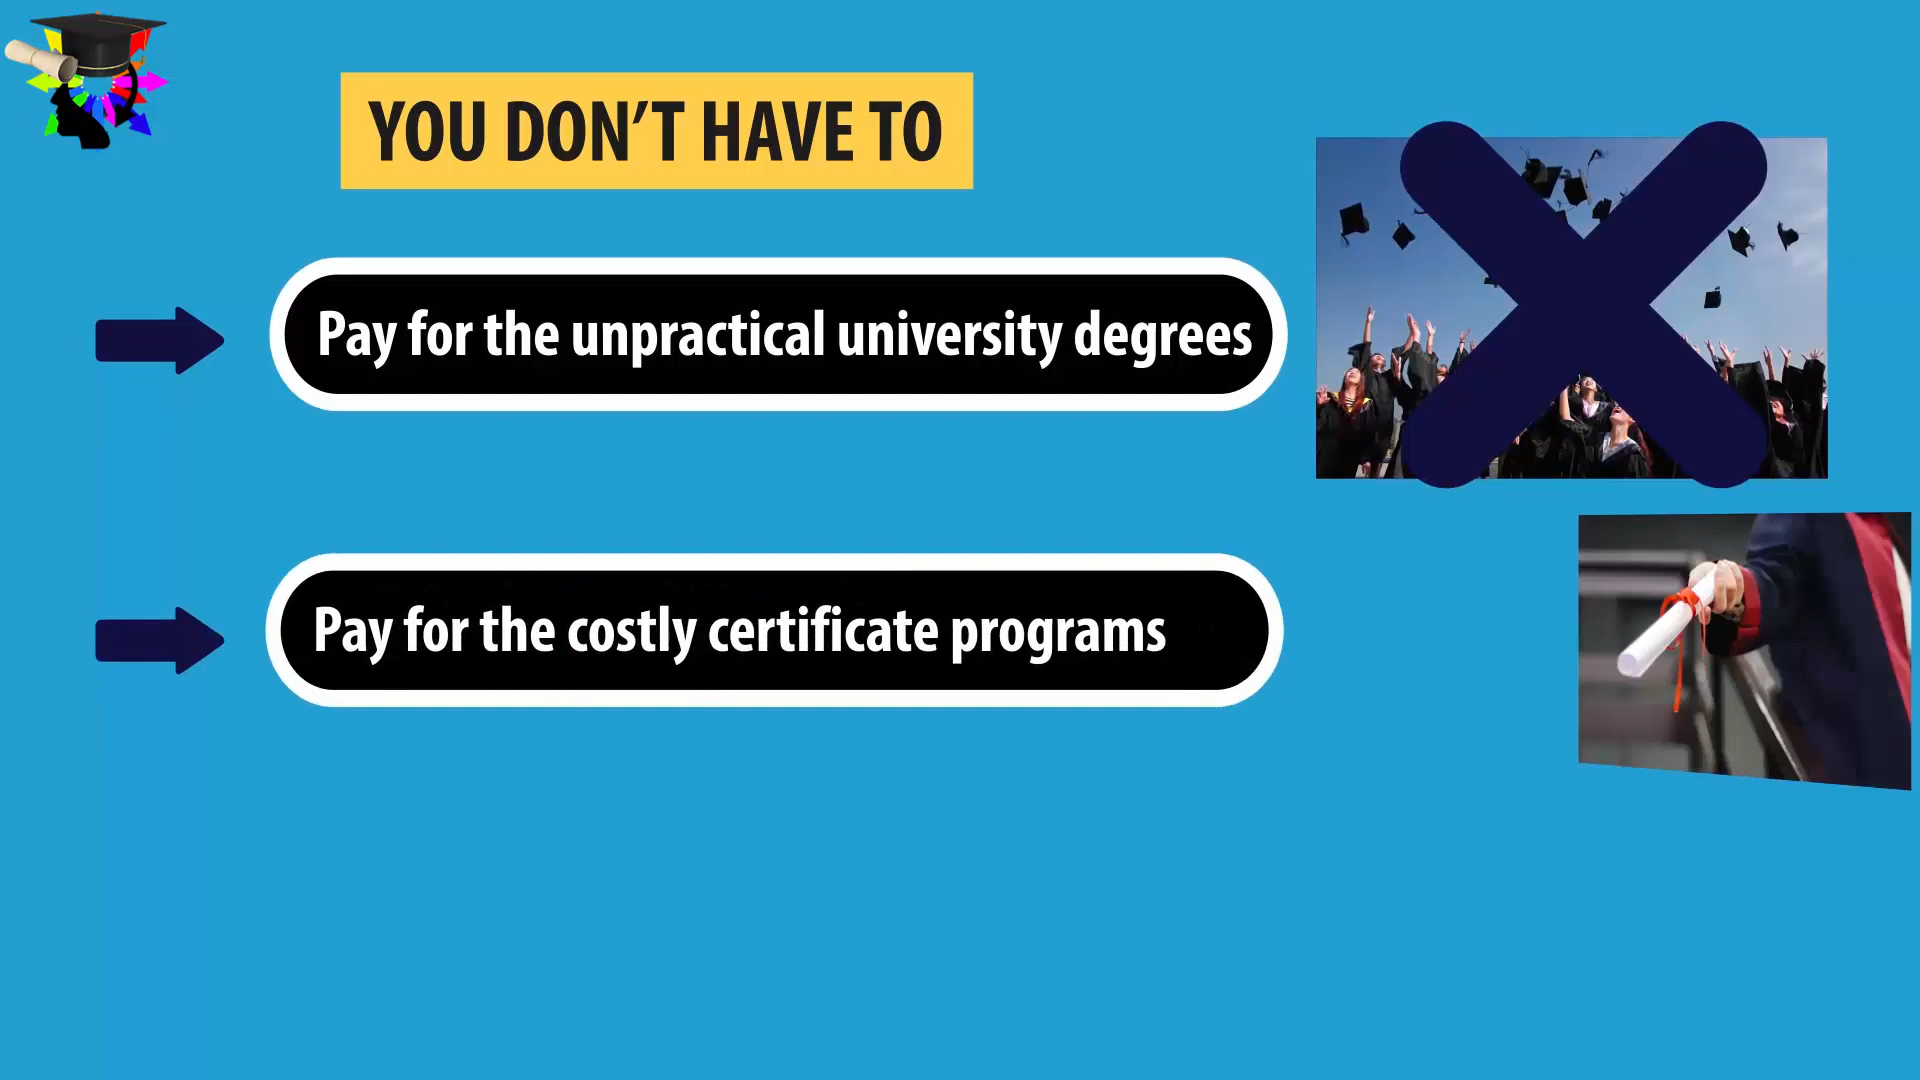 YOU DON’T HAVE TO
Pay for the unpractical university degrees
Pay for the costly certificate programs